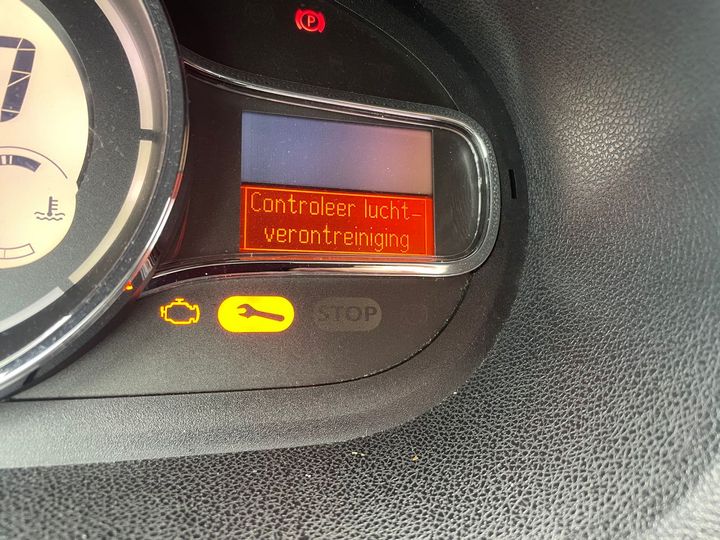 P
Controleer lucht-
verontreiniging
STOP